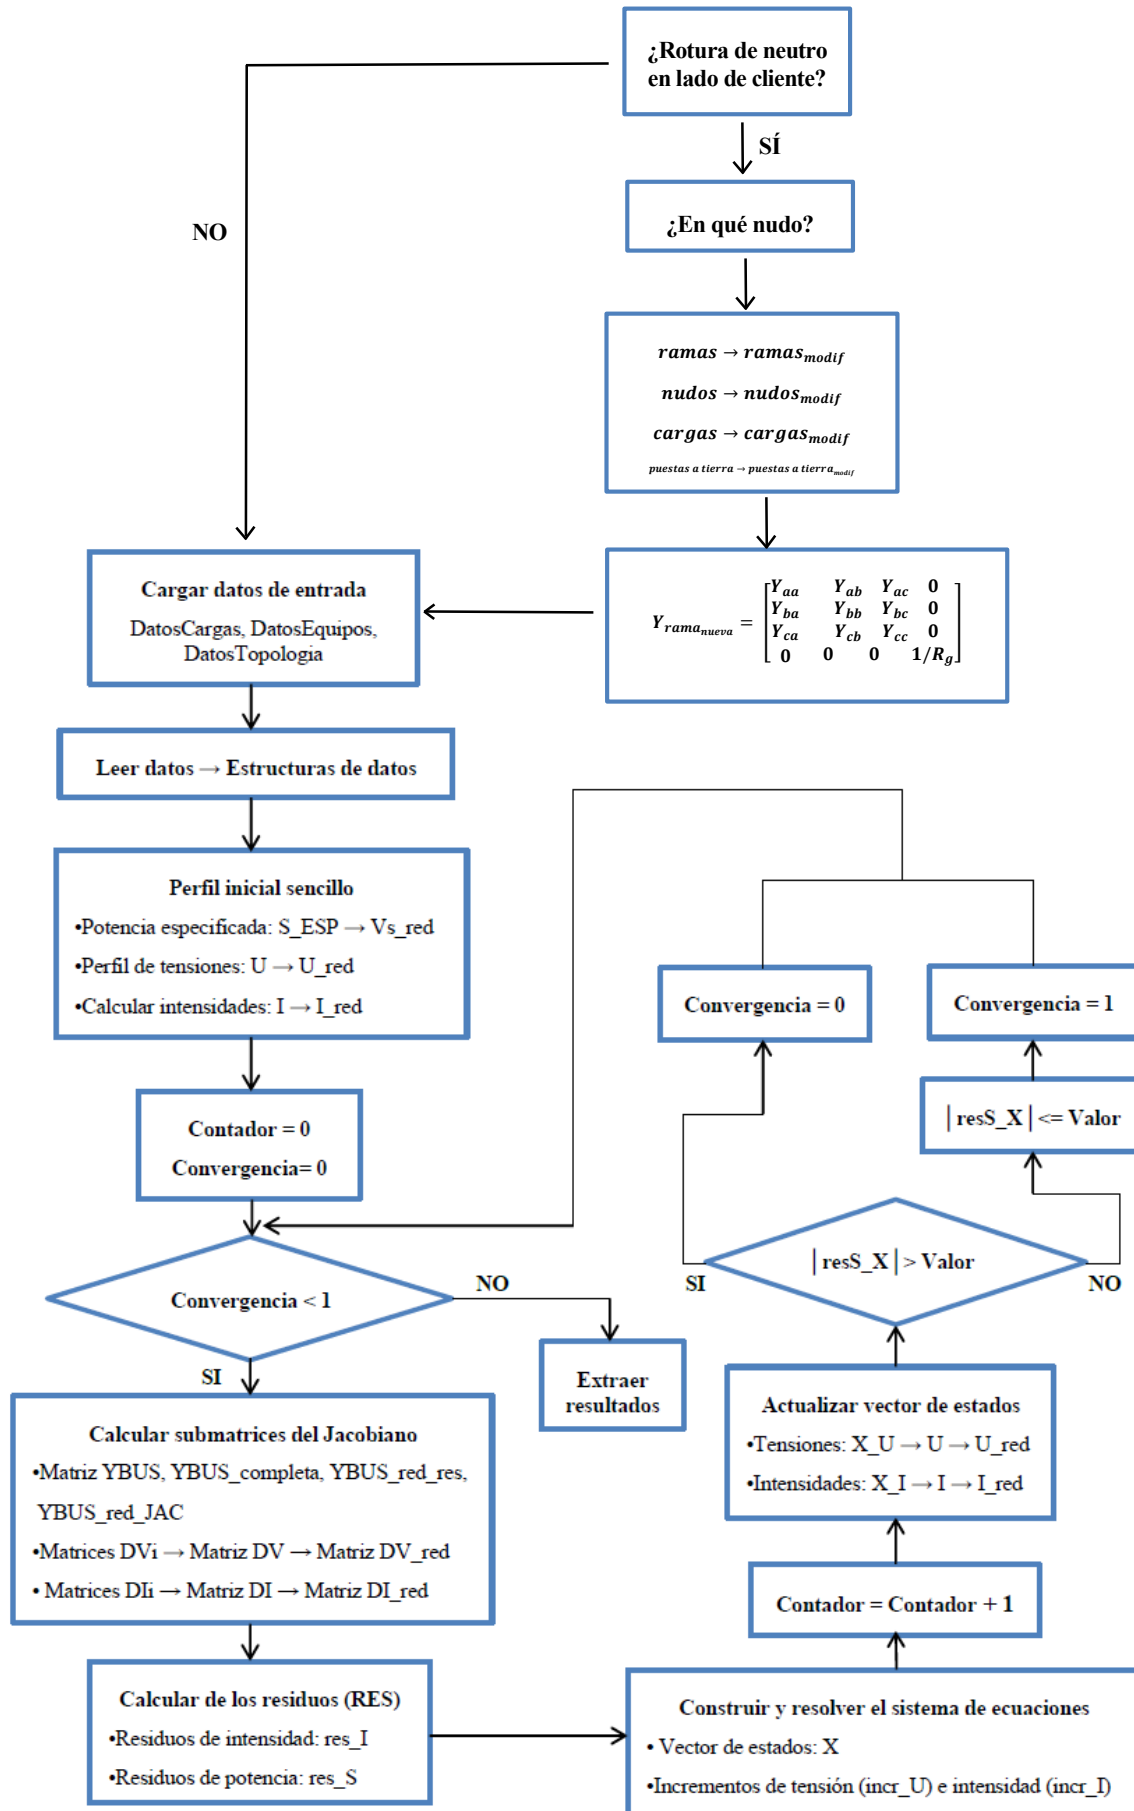 ¿Rotura de neutro
en lado de cliente?
SÍ
NO
¿En qué nudo?
ramas → ramas_modif
nudos → nudos_modif
cargas → cargas_modif
puestas a tierra → puestas a tierra_modif
Y_rama_nueva = [Y_aa Y_ab Y_ac 0
Y_ba Y_bb Y_bc 0
Y_ca Y_cb Y_cc 0
0 0 0 1/R_g]
Cargar datos de entrada
DatosCargas, DatosEquipos,
DatosTopologia
Leer datos → Estructuras de datos
Perfil inicial sencillo
•Potencia especificada: S_ESP → Vs_red
•Perfil de tensiones: U → U_red
•Calcular intensidades: I → I_red
Contador = 0
Convergencia= 0
Convergencia < 1
NO
SI
Extraer
resultados
Calcular submatrices del Jacobiano
•Matriz YBUS, YBUS_completa, YBUS_red_res,
YBUS_red_JAC
•Matrices DVi → Matriz DV → Matriz DV_red
• Matrices DIi → Matriz DI → Matriz DI_red
Calcular de los residuos (RES)
•Residuos de intensidad: res_I
•Residuos de potencia: res_S
Construir y resolver el sistema de ecuaciones
• Vector de estados: X
•Incrementos de tensión (incr_U) e intensidad (incr_I)
Contador = Contador + 1
Actualizar vector de estados
•Tensiones: X_U → U → U_red
•Intensidades: X_I → I → I_red
|resS_X| > Valor
SI
NO
|resS_X| <= Valor
Convergencia = 0
Convergencia = 1